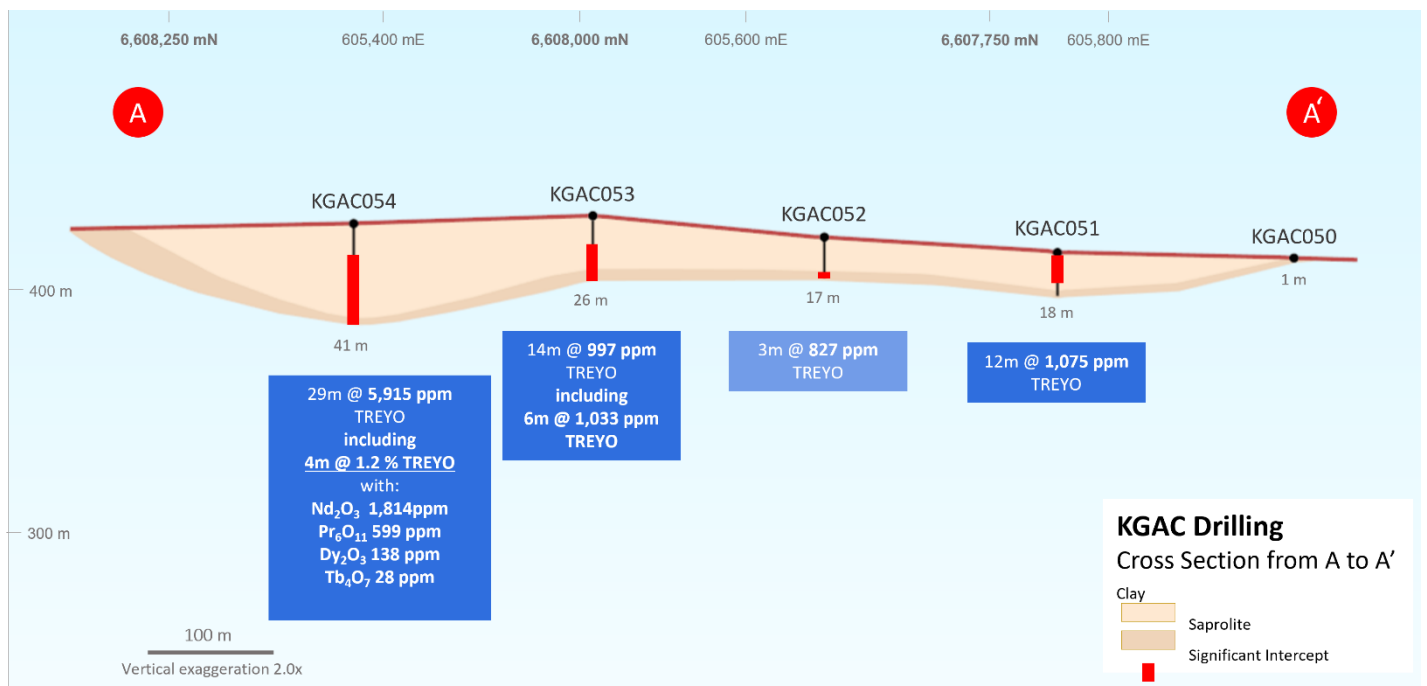 6,608,250 mN 605,400 mE 6,608,000 mN 605,600 mE 6,607,750 mN 605,800 mE
A
A‘
KGAC054
KGAC053
KGAC052
KGAC051
KGAC050
400 m
41 m
26 m
17 m
18 m
1 m
29m @ 5,915 ppm
TREYO
including
4m @ 1.2 % TREYO
with:
Nd₂O₃ 1,814ppm
Pr₆O₁₁ 599 ppm
Dy₂O₃ 138 ppm
Tb₄O₇ 28 ppm
14m @ 997 ppm
TREYO
including
6m @ 1,033 ppm
TREYO
3m @ 827 ppm
TREYO
12m @ 1,075 ppm
TREYO
300 m
100 m
Vertical exaggeration 2.0x
KGAC Drilling
Cross Section from A to A’
Clay
Saprolite
Significant Intercept